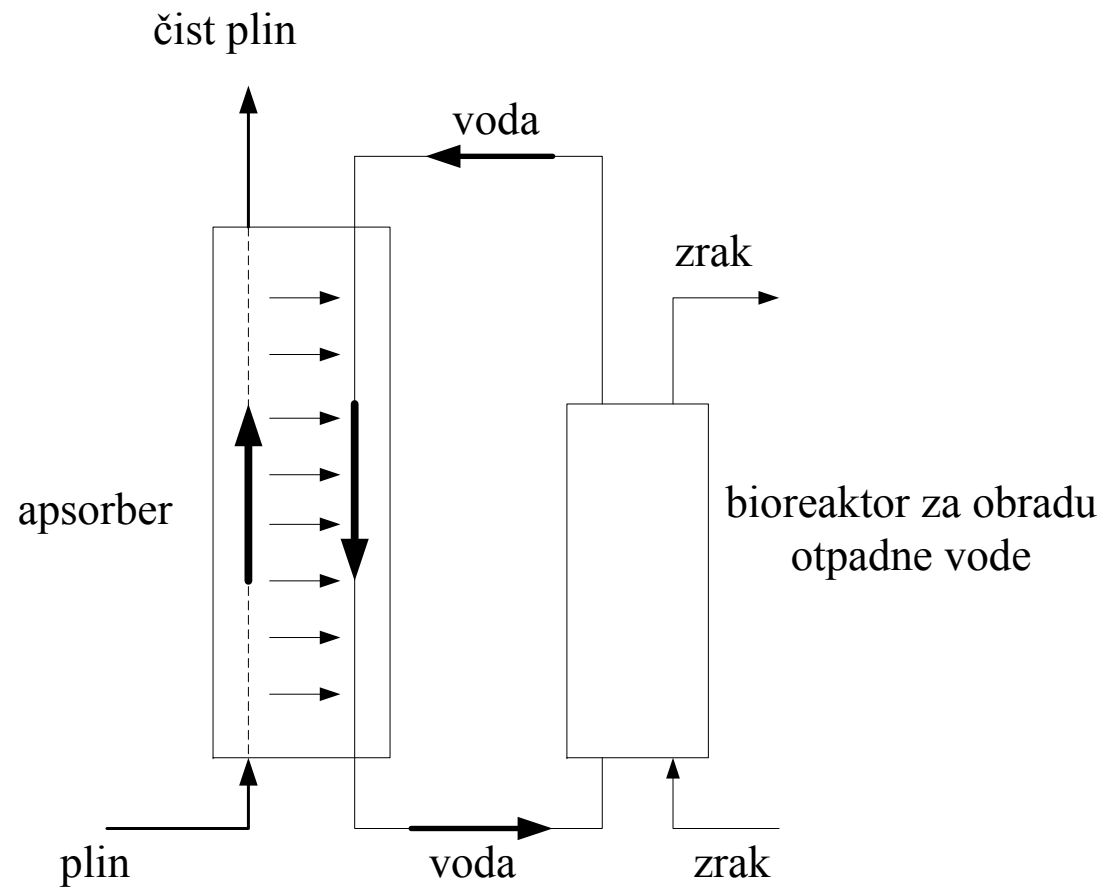 čist plin
voda
zrak
apsorber
bioreaktor za obradu
otpadne vode
plin
voda
zrak